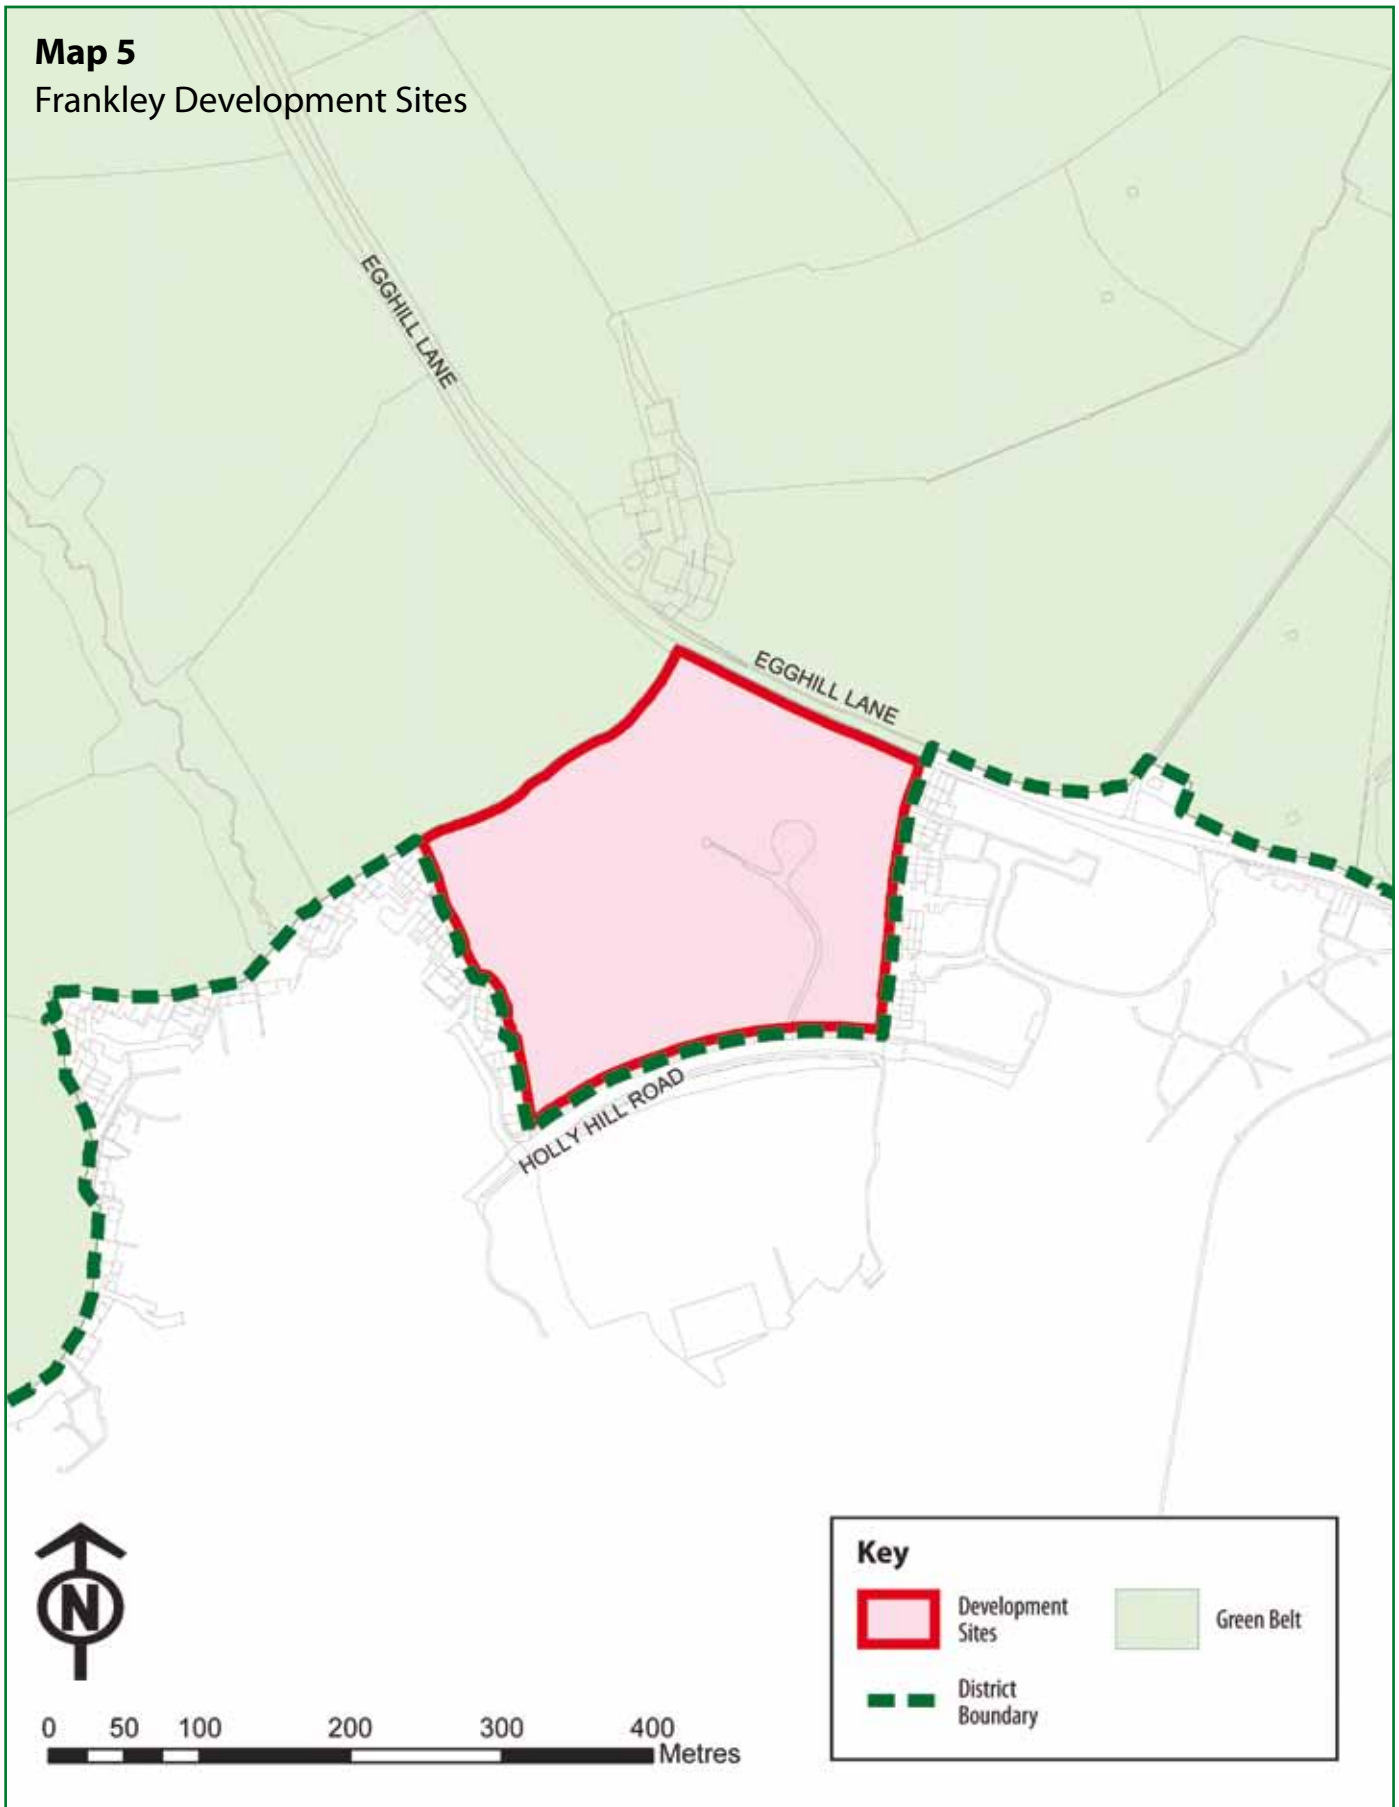 Map 5
Frankley Development Sites
EGGHILL LANE
EGGHILL LANE
HOLLY HILL ROAD
N
Key
Development
Sites
Green Belt
District
Boundary
0 50 100 200 300 400
Metres